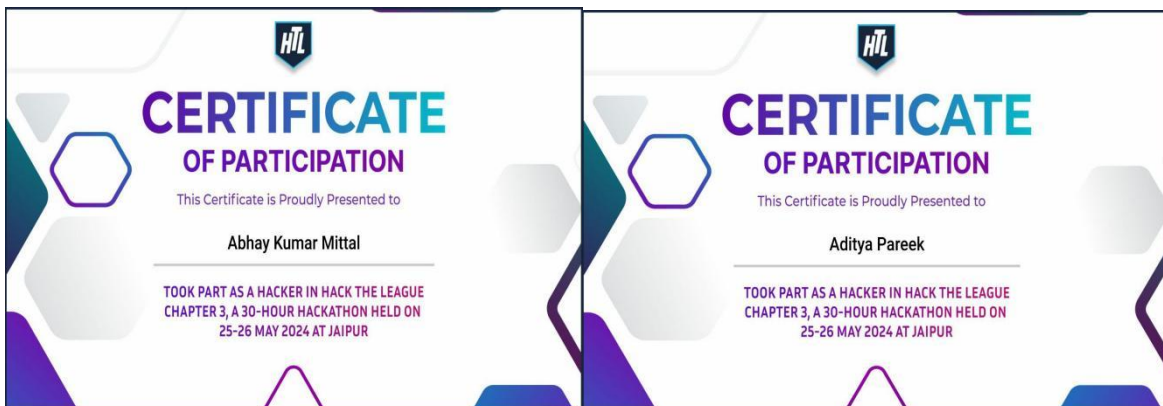 HTL
CERTIFICATE
OF PARTICIPATION
This Certificate is Proudly Presented to
Abhay Kumar Mittal
TOOK PART AS A HACKER IN HACK THE LEAGUE
CHAPTER 3, A 30-HOUR HACKATHON HELD ON
25-26 MAY 2024 AT JAIPUR
HTL
CERTIFICATE
OF PARTICIPATION
This Certificate is Proudly Presented to
Aditya Pareek
TOOK PART AS A HACKER IN HACK THE LEAGUE
CHAPTER 3, A 30-HOUR HACKATHON HELD ON
25-26 MAY 2024 AT JAIPUR